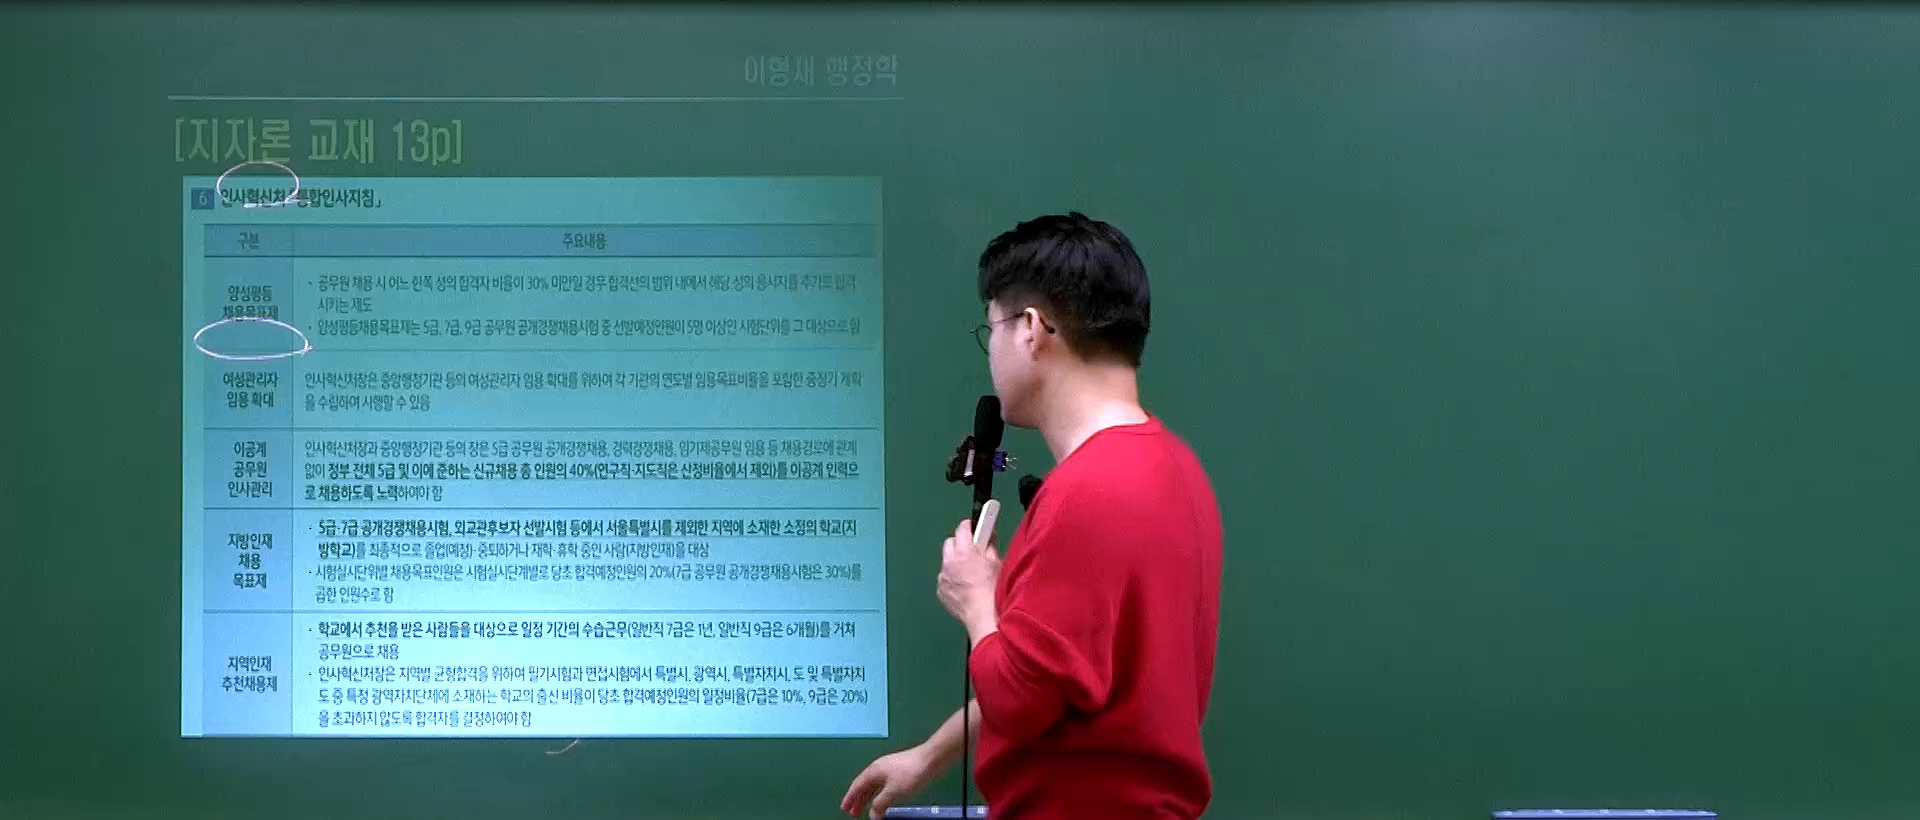 이형재 행정학
[지자론 교재 13p]
6 인사혁신처 「통합인사지침」
구분 주요내용
양성평등
채용목표제
· 공무원 채용 시 어느 한쪽 성의 합격자 비율이 30% 미만일 경우 합격선의 범위 내에서 해당 성의 응시자를 추가로 합격
시키는 제도
· 양성평등채용목표제는 5급, 7급, 9급 공무원 공개경쟁채용시험 중 선발예정인원이 5명 이상인 시험단위를 그 대상으로 함
여성관리자
임용 확대
인사혁신처장은 중앙행정기관 등의 여성관리자 임용 확대를 위하여 각 기관의 연도별 임용목표비율을 포함한 중장기 계획
을 수립하여 시행할 수 있음
이공계
공무원
인사관리
인사혁신처장과 중앙행정기관 등의 장은 5급 공무원 공개경쟁채용, 경력경쟁채용, 임기제공무원 임용 등 채용경로에 관계
없이 정부 전체 5급 및 이에 준하는 신규채용 총 인원의 40%(연구직·지도직은 산정비율에서 제외)를 이공계 인력으
로 채용하도록 노력하여야 함
지방인재
채용
목표제
· 5급·7급 공개경쟁채용시험, 외교관후보자 선발시험 등에서 서울특별시를 제외한 지역에 소재한 소정의 학교(지
방학교)를 최종적으로 졸업(예정)·중퇴하거나 재학·휴학 중인 사람(지방인재)을 대상
· 시험실시단위별 채용목표인원은 시험실시단계별로 당초 합격예정인원의 20%(7급 공무원 공개경쟁채용시험은 30%)를
곱한 인원수로 함
지역인재
추천채용제
· 학교에서 추천을 받은 사람들을 대상으로 일정 기간의 수습근무(일반직 7급은 1년, 일반직 9급은 6개월)를 거쳐
공무원으로 채용
· 인사혁신처장은 지역별 균형합격을 위하여 필기시험과 면접시험에서 특별시, 광역시, 특별자치시, 도 및 특별자치
도 중 특정 광역자치단체에 소재하는 학교의 출신 비율이 당초 합격예정인원의 일정비율(7급은 10%, 9급은 20%)
을 초과하지 않도록 합격자를 결정하여야 함